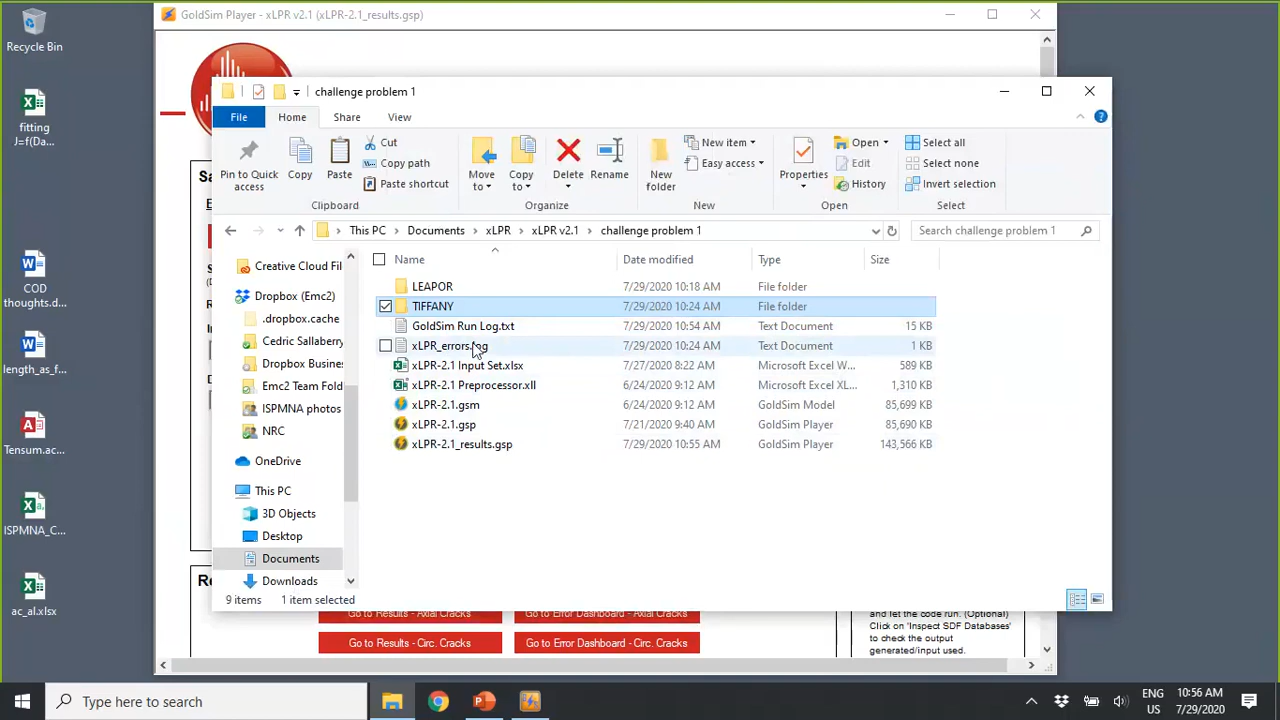 GoldSim Player - xLPR v2.1 (xLPR-2.1_results.gsp)
Recycle Bin
fitting
J=f(Da...
COD
thoughts.d...
length_as_f...
Tensum.ac...
ISPMNA_C...
ac_al.xlsx
challenge problem 1
File
Home
Share
View
Pin to Quick
access
Copy
Paste
Cut
Copy path
Paste shortcut
Clipboard
Move
to
Copy
to
Delete
Rename
Organize
New
folder
New item
Easy access
New
Properties
Open
Edit
History
Open
Select all
Select none
Invert selection
Select
This PC
Documents
xLPR
xLPR v2.1
challenge problem 1
Search challenge problem 1
Name
Date modified
Type
Size
Creative Cloud Fil
Dropbox (Emc2)
.dropbox.cache
Cedric Sallaberry
Dropbox Busines
Emc2 Team Fold
ISPMNA photos
NRC
OneDrive
This PC
3D Objects
Desktop
Documents
Downloads
LEAPOR 7/29/2020 10:18 AM File folder
TIFFANY 7/29/2020 10:24 AM File folder
GoldSim Run Log.txt 7/29/2020 10:54 AM Text Document 15 KB
xLPR_errors.log 7/29/2020 10:24 AM Text Document 1 KB
xLPR-2.1 Input Set.xlsx 7/27/2020 8:22 AM Microsoft Excel W... 589 KB
xLPR-2.1 Preprocessor.xll 6/24/2020 9:12 AM Microsoft Excel XL... 1,310 KB
xLPR-2.1.gsm 6/24/2020 9:12 AM GoldSim Model 85,699 KB
xLPR-2.1.gsp 7/21/2020 9:40 AM GoldSim Player 85,690 KB
xLPR-2.1_results.gsp 7/29/2020 10:55 AM GoldSim Player 143,566 KB
9 items
1 item selected
Go to Results - Axial Cracks
Go to Error Dashboard - Axial Cracks
Go to Results - Circ. Cracks
Go to Error Dashboard - Circ. Cracks
and let the code run. (Optional)
Click on 'Inspect SDF Databases'
to check the output
generated/input used.
Type here to search
ENG
US
10:56 AM
7/29/2020